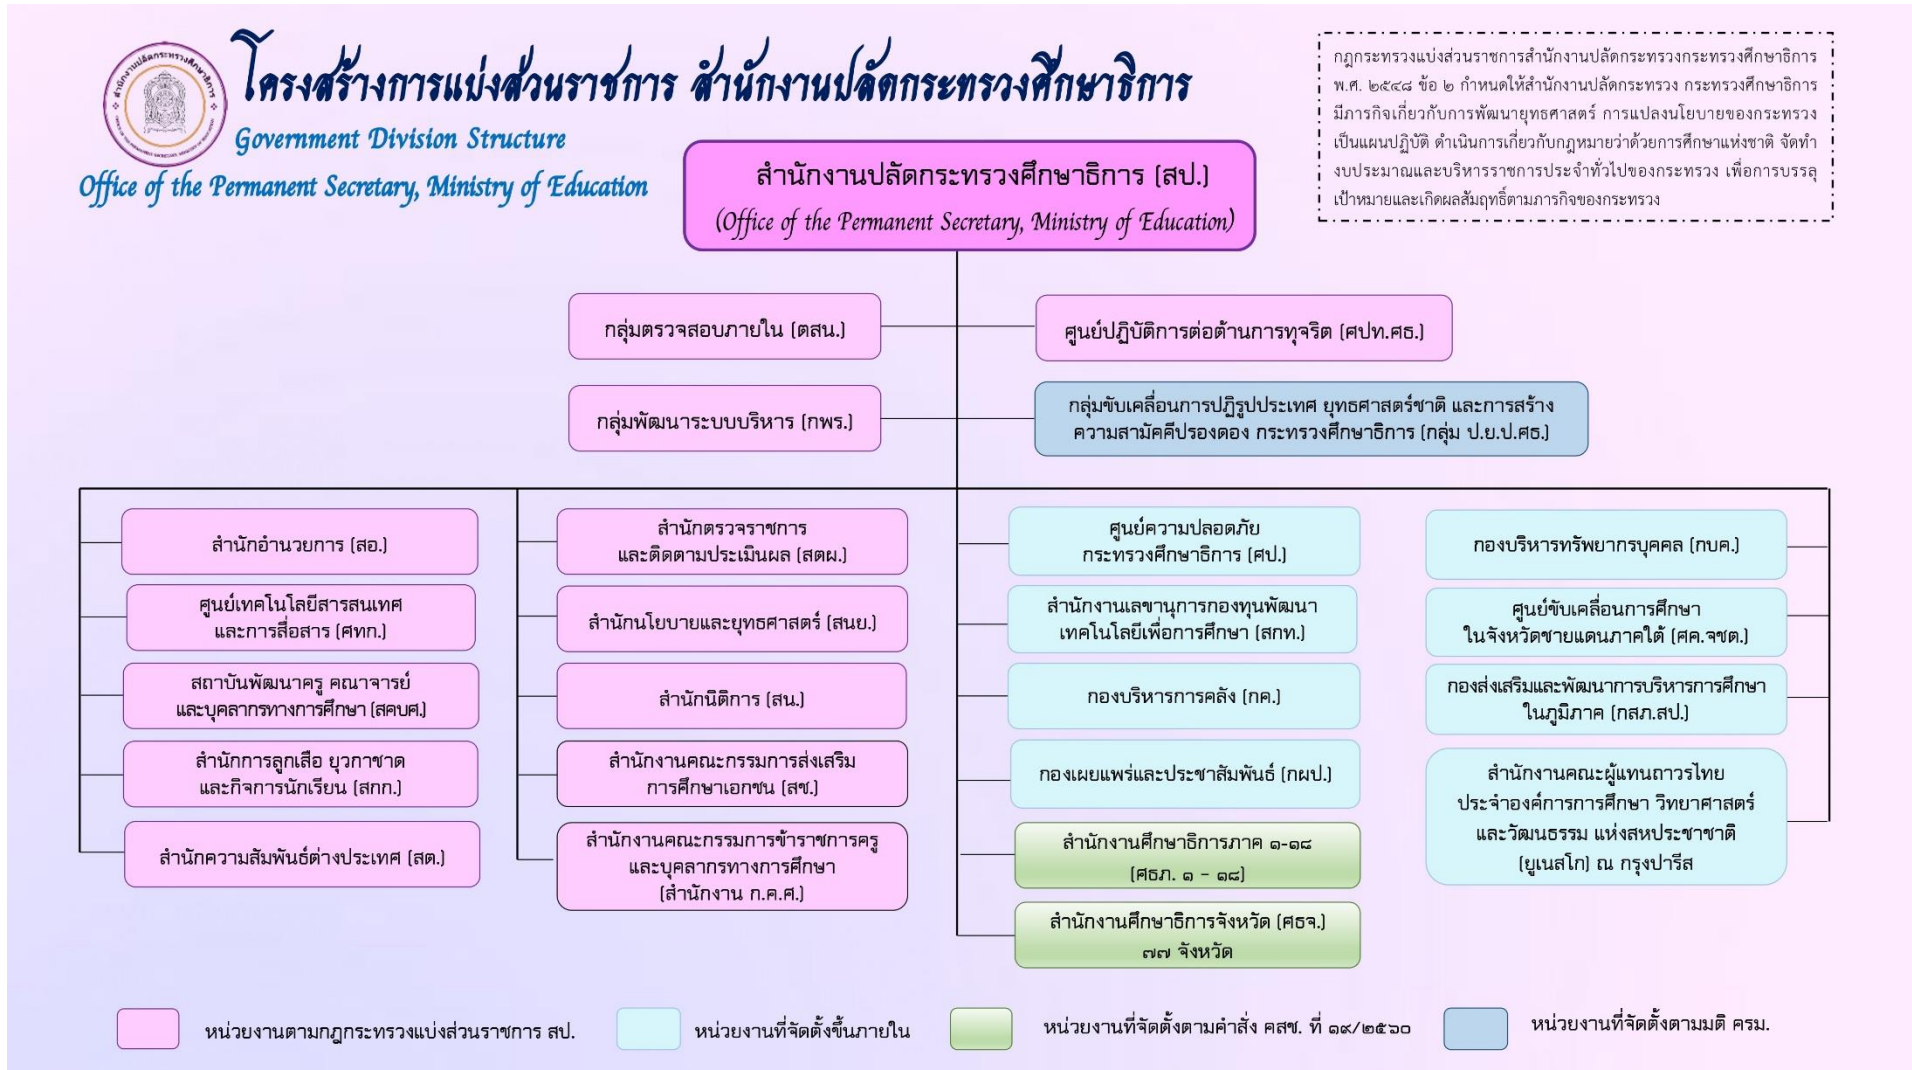 โครงสร้างการแบ่งส่วนราชการ สำนักงานปลัดกระทรวงศึกษาธิการ
Government Division Structure
Office of the Permanent Secretary, Ministry of Education
สำนักงานปลัดกระทรวงศึกษาธิการ
กฎกระทรวงแบ่งส่วนราชการสำนักงานปลัดกระทรวงกระทรวงศึกษาธิการ
พ.ศ. ๒๕๔๘ ข้อ ๒ กำหนดให้สำนักงานปลัดกระทรวง กระทรวงศึกษาธิการ
มีภารกิจเกี่ยวกับการพัฒนายุทธศาสตร์ การแปลงนโยบายของกระทรวง
เป็นแผนปฏิบัติ ดำเนินการเกี่ยวกับกฎหมายว่าด้วยการศึกษาแห่งชาติ จัดทำ
งบประมาณและบริหารราชการประจำทั่วไปของกระทรวง เพื่อการบรรลุ
เป้าหมายและเกิดผลสัมฤทธิ์ตามภารกิจของกระทรวง
สำนักงานปลัดกระทรวงศึกษาธิการ (สป.)
(Office of the Permanent Secretary, Ministry of Education)
กลุ่มตรวจสอบภายใน (ตสน.)
ศูนย์ปฏิบัติการต่อต้านการทุจริต (ศปท.ศธ.)
กลุ่มพัฒนาระบบบริหาร (กพร.)
กลุ่มขับเคลื่อนการปฏิรูปประเทศ ยุทธศาสตร์ชาติ และการสร้าง
ความสามัคคีปรองดอง กระทรวงศึกษาธิการ (กลุ่ม ป.ย.ป.ศธ.)
สำนักอำนวยการ (สอ.)
ศูนย์เทคโนโลยีสารสนเทศ
และการสื่อสาร (ศทก.)
สถาบันพัฒนาครู คณาจารย์
และบุคลากรทางการศึกษา (สคบศ.)
สำนักการลูกเสือ ยุวกาชาด
และกิจการนักเรียน (สกก.)
สำนักความสัมพันธ์ต่างประเทศ (สต.)
สำนักตรวจราชการ
และติดตามประเมินผล (สตผ.)
สำนักนโยบายและยุทธศาสตร์ (สนย.)
สำนักนิติการ (สน.)
สำนักงานคณะกรรมการส่งเสริม
การศึกษาเอกชน (สช.)
สำนักงานคณะกรรมการข้าราชการครู
และบุคลากรทางการศึกษา
(สำนักงาน ก.ค.ศ.)
ศูนย์ความปลอดภัย
กระทรวงศึกษาธิการ (ศป.)
สำนักงานเลขานุการกองทุนพัฒนา
เทคโนโลยีเพื่อการศึกษา (สกท.)
กองบริหารการคลัง (กค.)
กองเผยแพร่และประชาสัมพันธ์ (กผป.)
สำนักงานศึกษาธิการภาค ๑-๑๘
(ศธภ. ๑ - ๑๘)
สำนักงานศึกษาธิการจังหวัด (ศธจ.)
๗๗ จังหวัด
กองบริหารทรัพยากรบุคคล (กบค.)
ศูนย์ขับเคลื่อนการศึกษา
ในจังหวัดชายแดนภาคใต้ (ศค.จชต.)
กองส่งเสริมและพัฒนาการบริหารการศึกษา
ในภูมิภาค (กสภ.สป.)
สำนักงานคณะผู้แทนถาวรไทย
ประจำองค์การการศึกษา วิทยาศาสตร์
และวัฒนธรรม แห่งสหประชาชาติ
(ยูเนสโก) ณ กรุงปารีส
หน่วยงานตามกฎกระทรวงแบ่งส่วนราชการ สป.
หน่วยงานที่จัดตั้งขึ้นภายใน
หน่วยงานที่จัดตั้งตามคำสั่ง คสช. ที่ ๑๙/๒๕๖๐
หน่วยงานที่จัดตั้งตามมติ ครม.